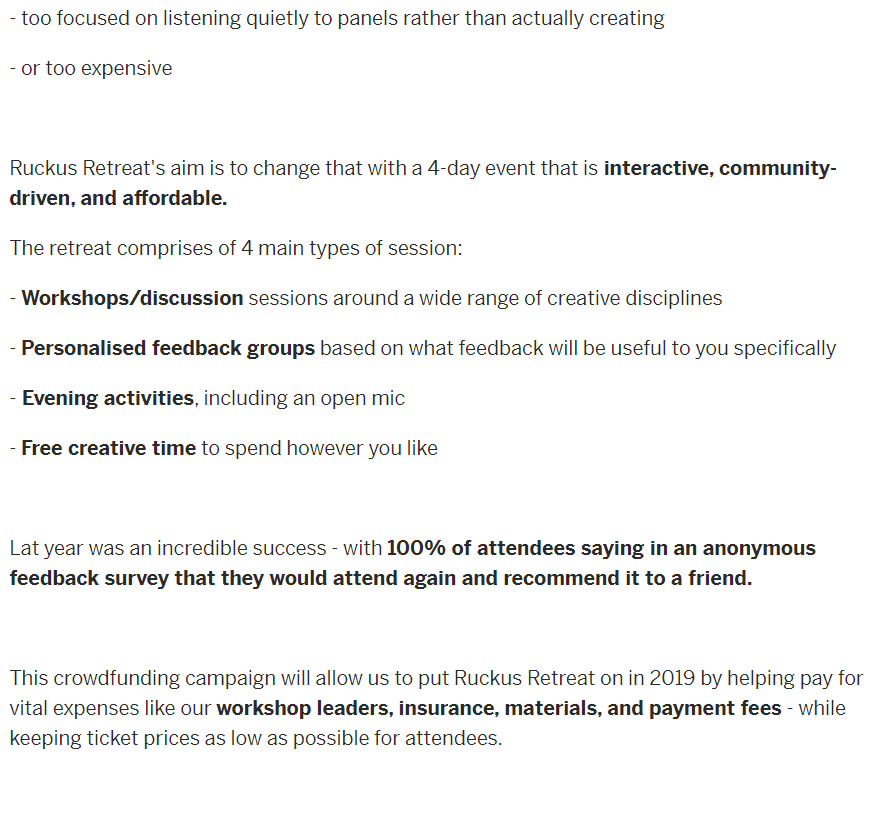 - too focused on listening quietly to panels rather than actually creating
- or too expensive
Ruckus Retreat's aim is to change that with a 4-day event that is interactive, community-
driven, and affordable.
The retreat comprises of 4 main types of session:
- Workshops/discussion sessions around a wide range of creative disciplines
- Personalised feedback groups based on what feedback will be useful to you specifically
- Evening activities, including an open mic
- Free creative time to spend however you like
Lat year was an incredible success - with 100% of attendees saying in an anonymous
feedback survey that they would attend again and recommend it to a friend.
This crowdfunding campaign will allow us to put Ruckus Retreat on in 2019 by helping pay for
vital expenses like our workshop leaders, insurance, materials, and payment fees - while
keeping ticket prices as low as possible for attendees.